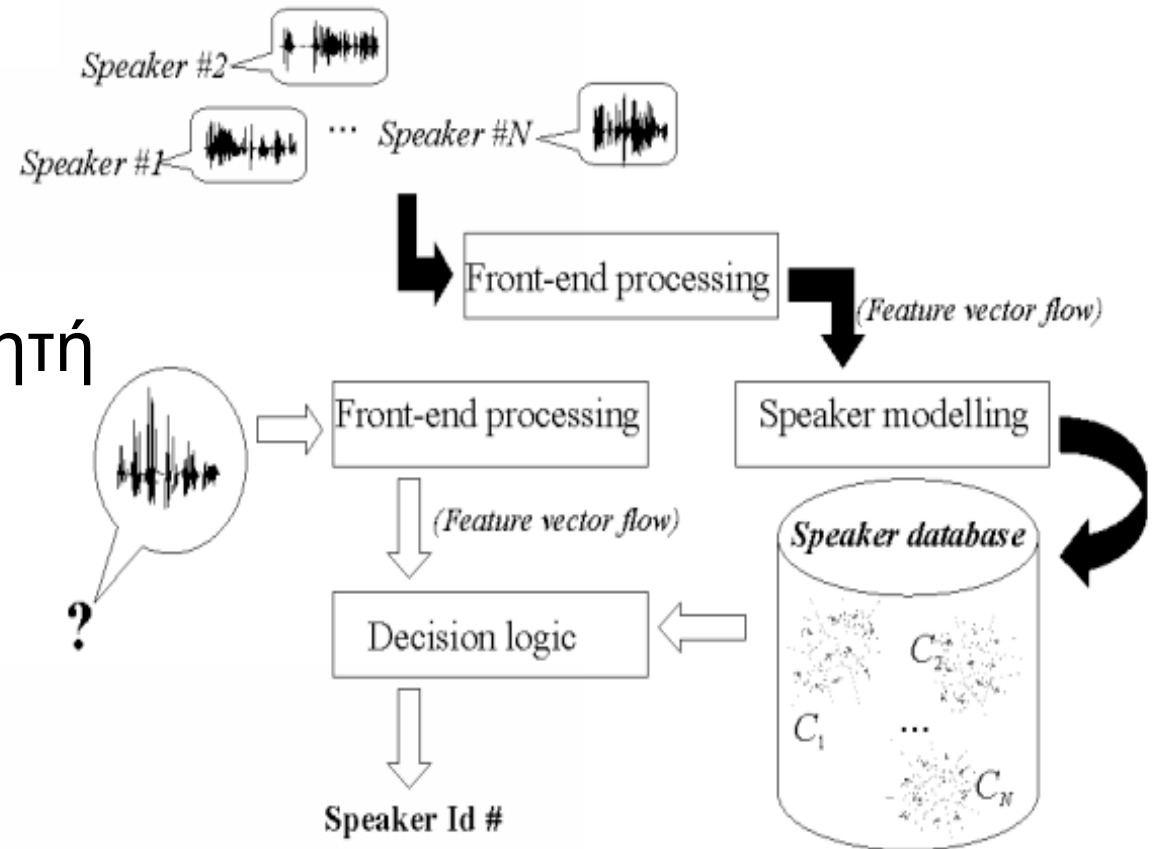 Speaker #2
... Speaker #N
Speaker #1
Front-end processing
(Feature vector flow)
ητή
Front-end processing
Speaker modelling
(Feature vector flow)
Speaker database
?
Decision logic
C₂
C₁
...
C_N
Speaker Id #